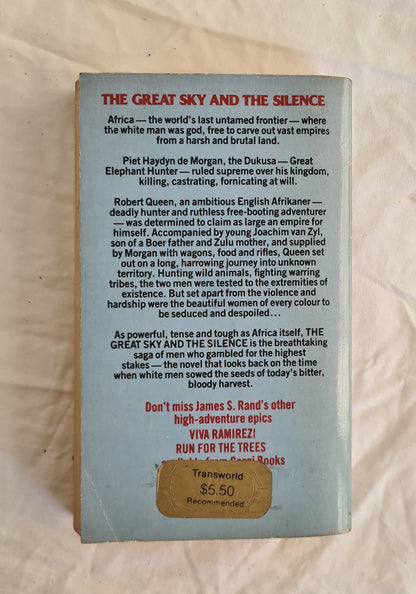 THE GREAT SKY AND THE SILENCE
Africa — the world's last untamed frontier — where
the white man was god, free to carve out vast empires
from a harsh and brutal land.
Piet Haydyn de Morgan, the Dukusa — Great
Elephant Hunter — ruled supreme over his kingdom,
killing, castrating, fornicating at will.
Robert Queen, an ambitious English Afrikaner —
deadly hunter and ruthless free-booting adventurer
— was determined to claim as large an empire for
himself. Accompanied by young Joachim van Zyl,
son of a Boer father and Zulu mother, and supplied
by Morgan with wagons, food and rifles, Queen set
out on a long, harrowing journey into unknown
territory. Hunting wild animals, fighting warring
tribes, the two men were tested to the extremities of
existence. But set apart from the violence and
hardship were the beautiful women of every colour to
be seduced and despoiled...
As powerful, tense and tough as Africa itself, THE
GREAT SKY AND THE SILENCE is the breathtaking
saga of men who gambled for the highest
stakes — the novel that looks back on the time
when white men sowed the seeds of today's bitter,
bloody harvest.
Don't miss James S. Rand's other
high-adventure epics
VIVA RAMIREZ!
RUN FOR THE TREES
Books
Transworld
$5.50
Recommended